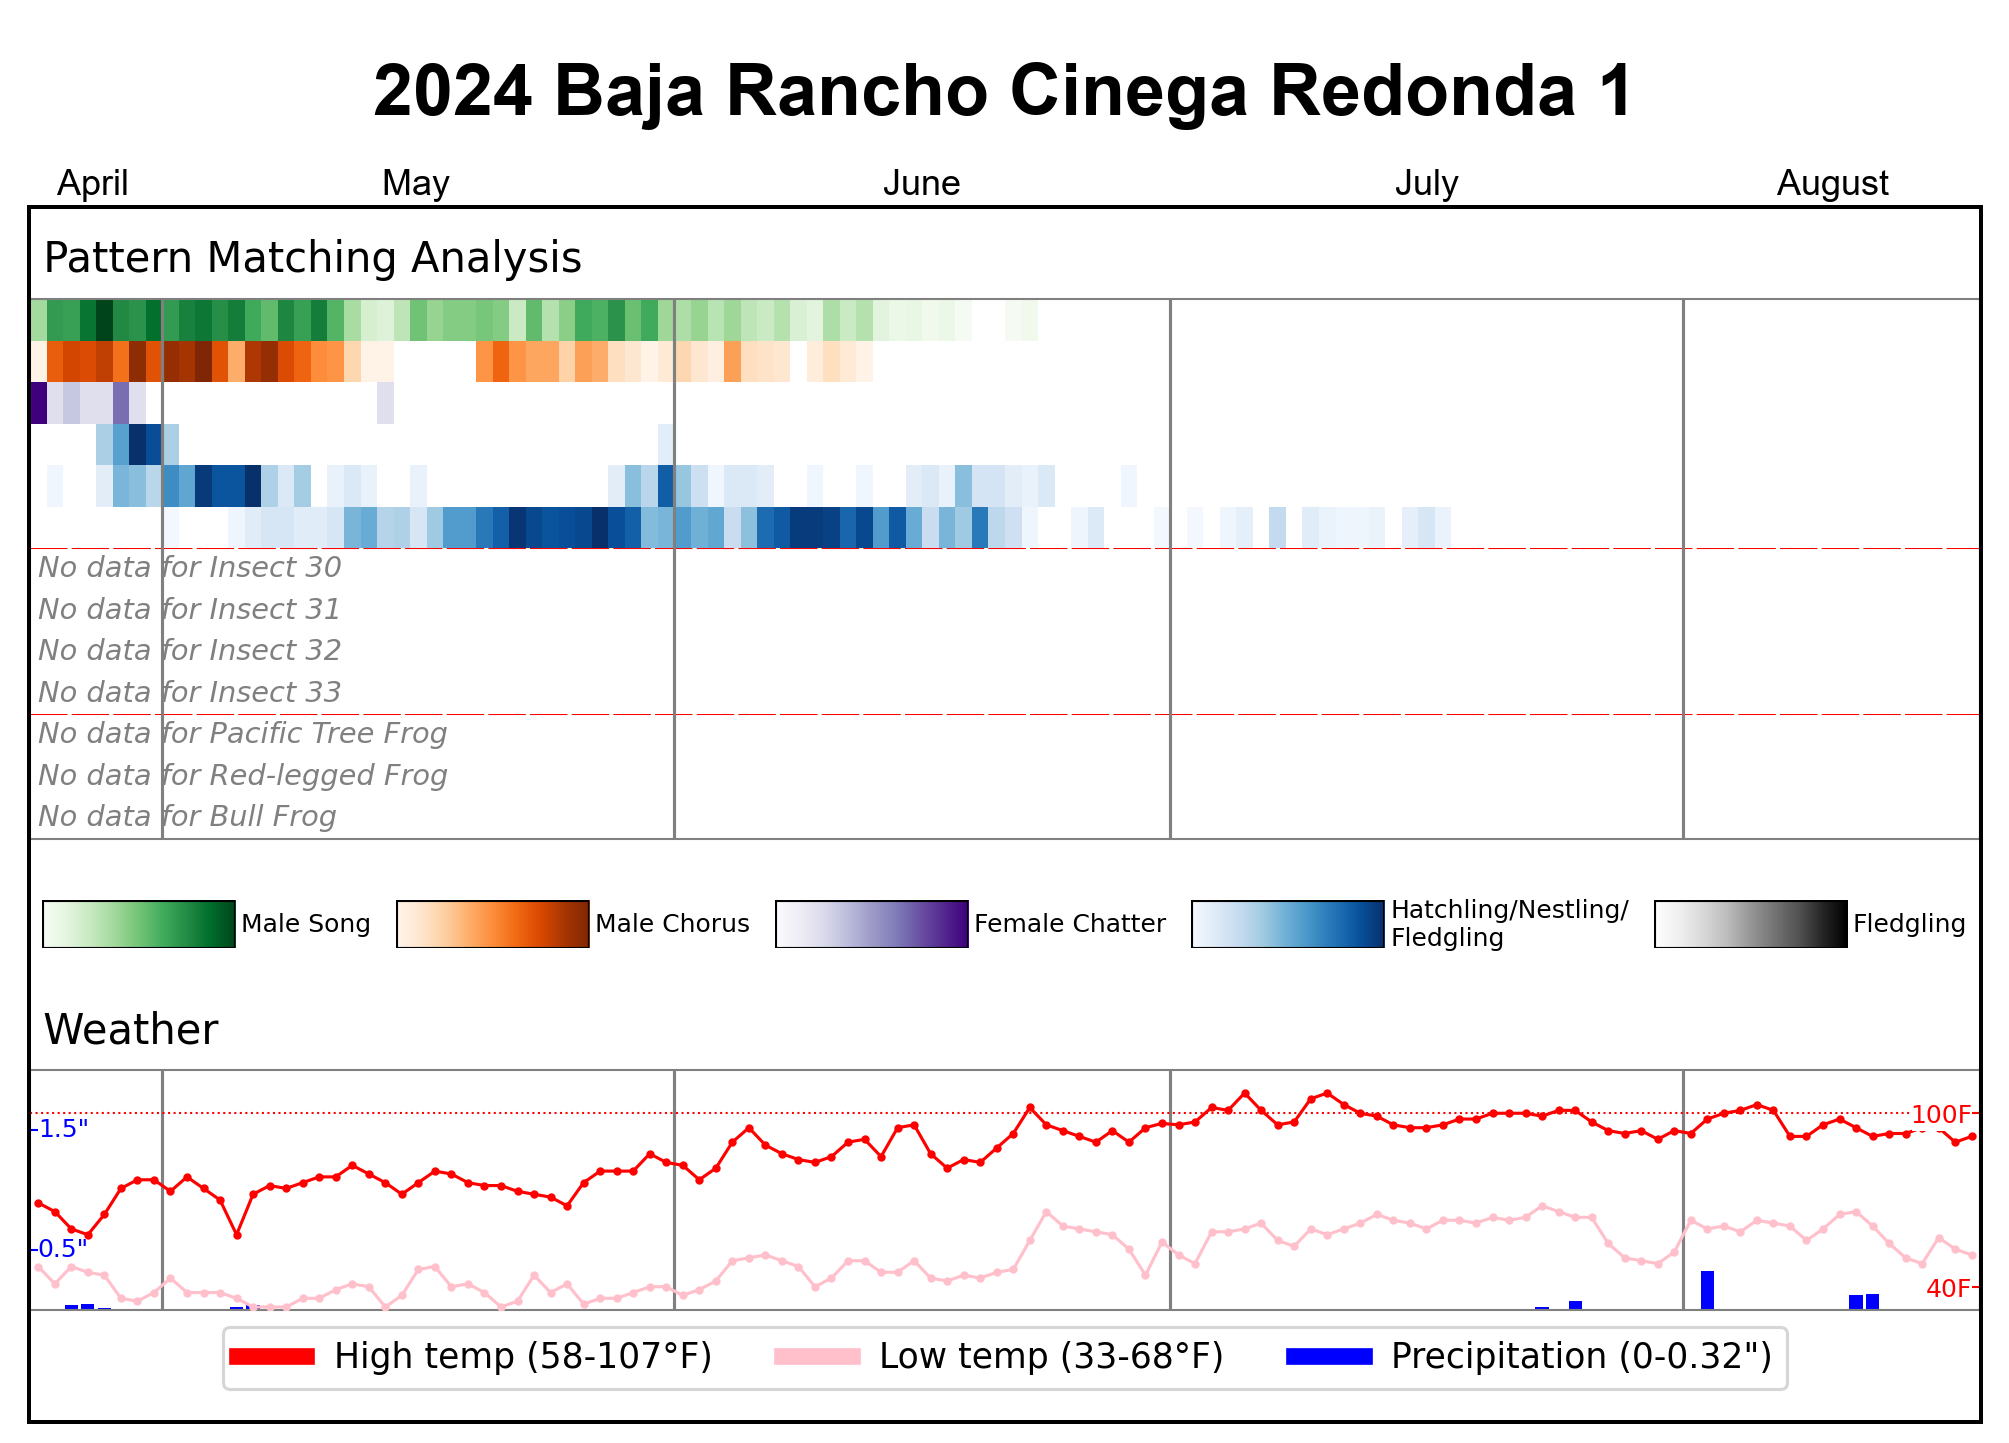 2024 Baja Rancho Cinega Redonda 1
April May June July August
Pattern Matching Analysis
No data for Insect 30
No data for Insect 31
No data for Insect 32
No data for Insect 33
No data for Pacific Tree Frog
No data for Red-legged Frog
No data for Bull Frog
Male Song
Male Chorus
Female Chatter
Hatchling/Nestling/
Fledgling
Fledgling
Weather
1.5"
100F
0.5"
40F
High temp (58-107°F)
Low temp (33-68°F)
Precipitation (0-0.32")